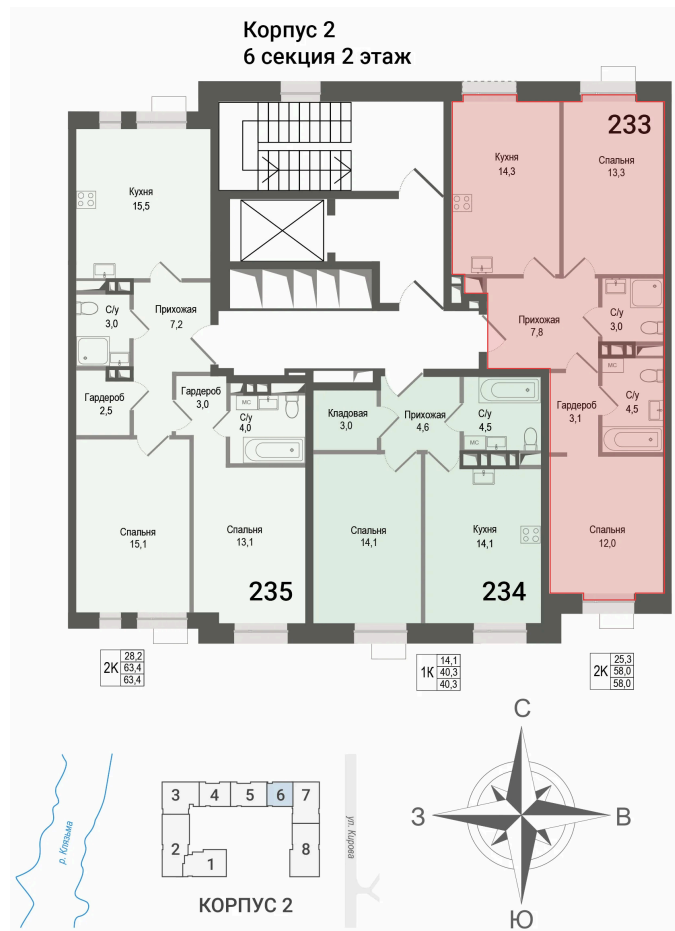 Корпус 2
6 секция 2 этаж
Кухня
15,5
С/у
3,0
Прихожая
7,2
Гардероб
2,5
Гардероб
3,0
МС
С/у
4,0
Спальня
15,1
Спальня
13,1
235
Кухня
14,3
233
Спальня
13,3
Прихожая
7,8
С/у
3,0
МС
С/у
4,5
Гардероб
3,1
Спальня
12,0
Кладовая
3,0
Прихожая
4,6
С/у
4,5
МС
Спальня
14,1
Кухня
14,1
234
2К
28,2
63,4
63,4
1К
14,1
40,3
40,3
2К
25,3
58,0
58,0
р. Клязьма
3
4
5
6
7
2
1
8
КОРПУС 2
ул. Кирова
С
З
В
Ю